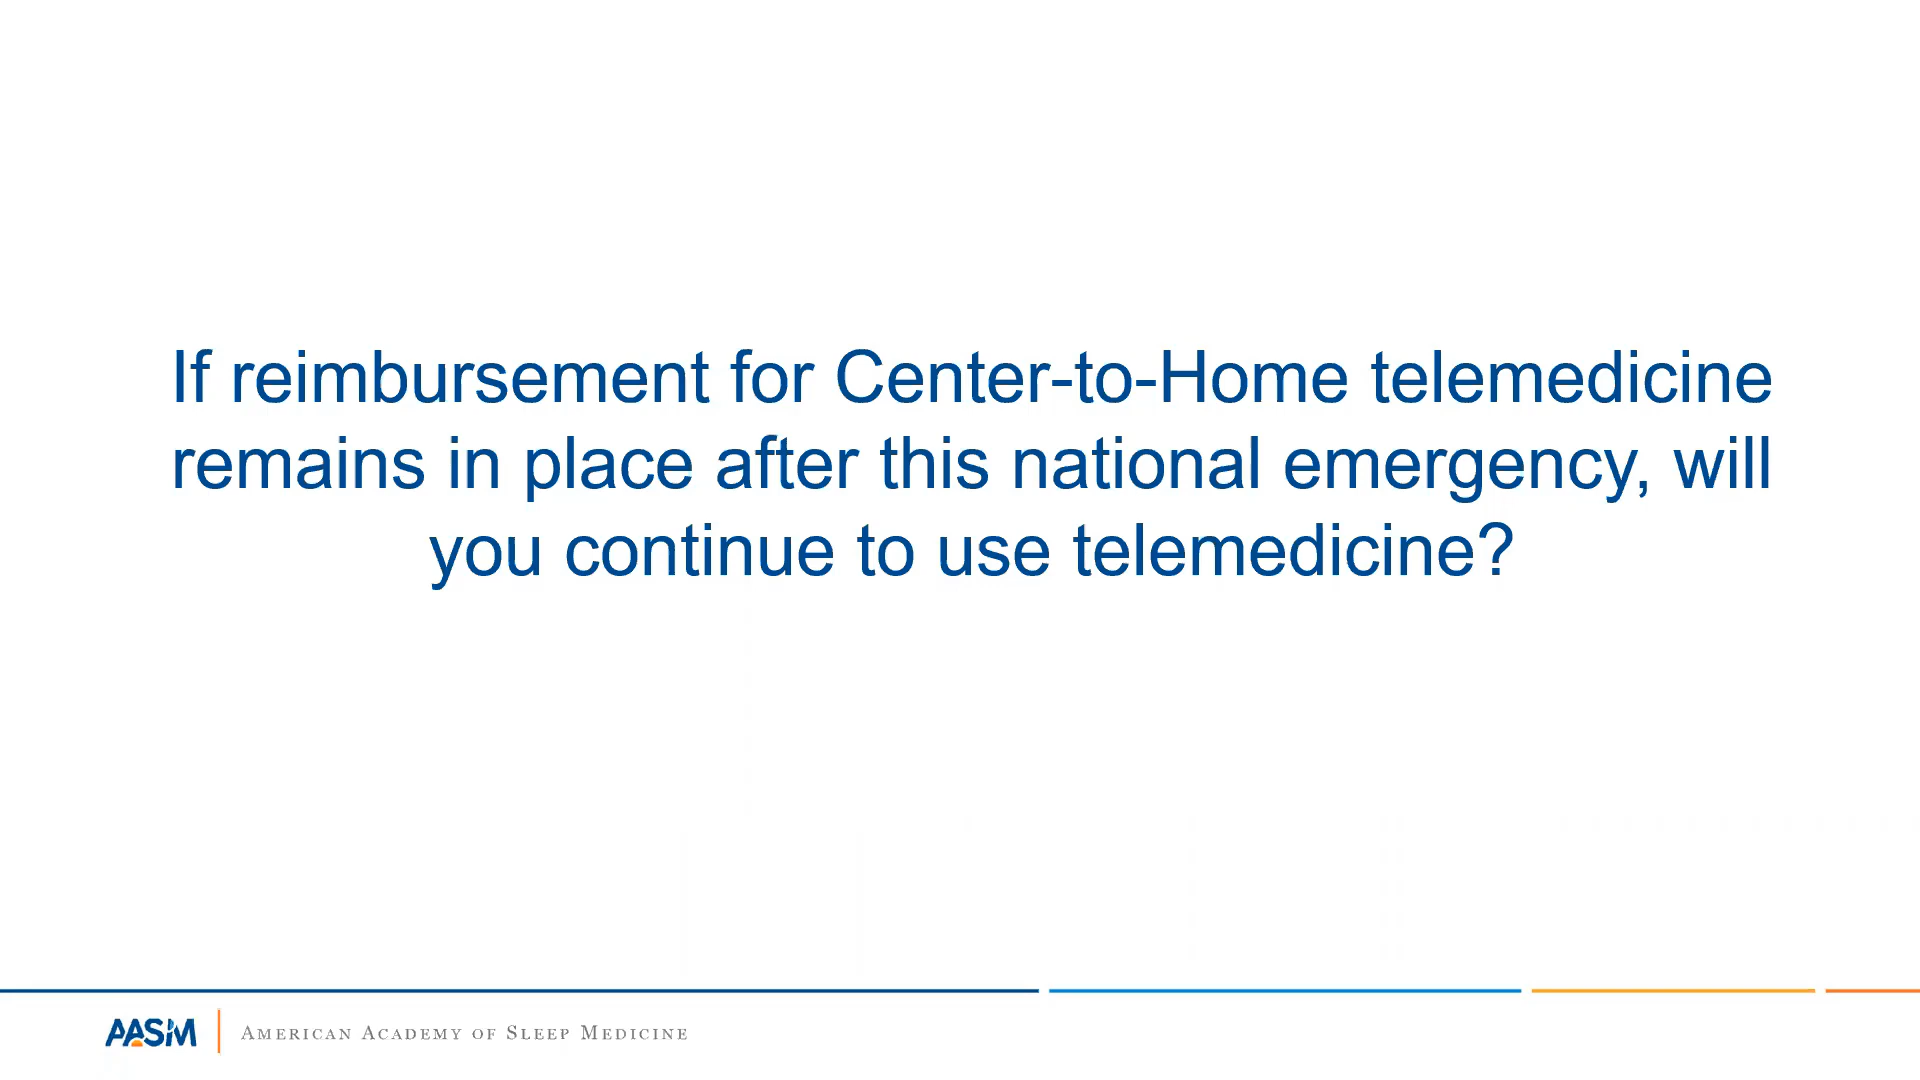 If reimbursement for Center-to-Home telemedicine
remains in place after this national emergency, will
you continue to use telemedicine?
AASM
American Academy of Sleep Medicine